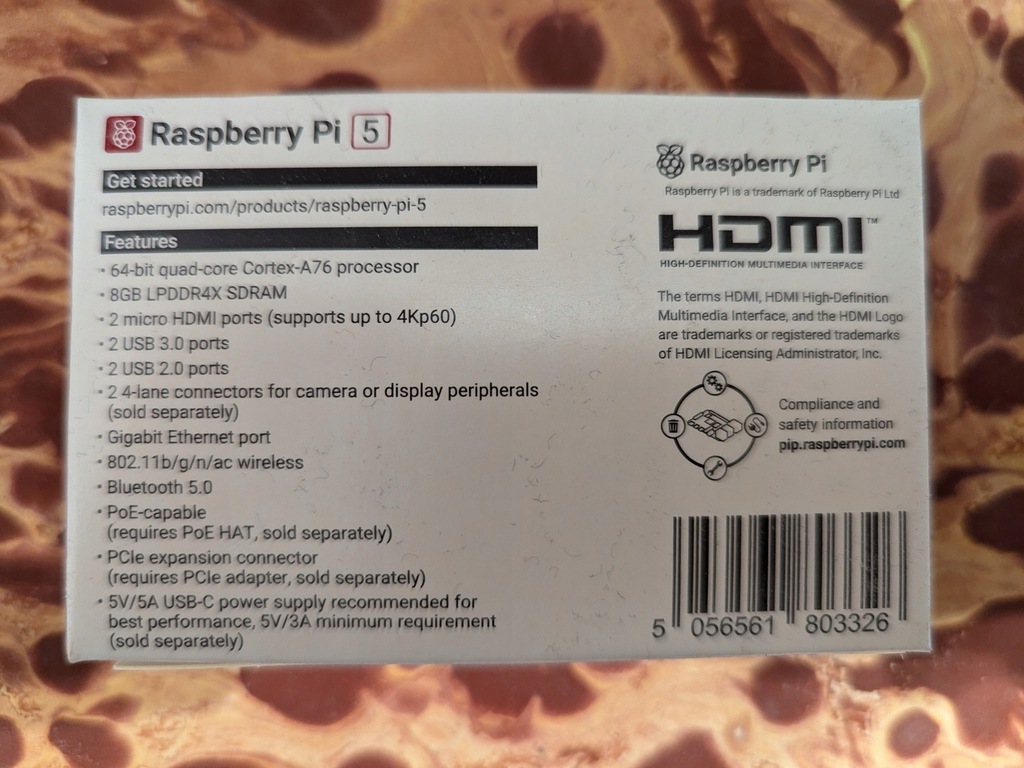 Raspberry Pi 5
Get started
raspberrypi.com/products/raspberry-pi-5
Features
· 64-bit quad-core Cortex-A76 processor
· 8GB LPDDR4X SDRAM
· 2 micro HDMI ports (supports up to 4Kp60)
· 2 USB 3.0 ports
· 2 USB 2.0 ports
· 2 4-lane connectors for camera or display peripherals
(sold separately)
· Gigabit Ethernet port
· 802.11b/g/n/ac wireless
· Bluetooth 5.0
· PoE-capable
(requires PoE HAT, sold separately)
· PCIe expansion connector
(requires PCIe adapter, sold separately)
· 5V/5A USB-C power supply recommended for
best performance, 5V/3A minimum requirement
(sold separately)
Raspberry Pi
Raspberry Pi is a trademark of Raspberry Pi Ltd
HDMI™
HIGH-DEFINITION MULTIMEDIA INTERFACE
The terms HDMI, HDMI High-Definition
Multimedia Interface, and the HDMI Logo
are trademarks or registered trademarks
of HDMI Licensing Administrator, Inc.
Compliance and
safety information
pip.raspberrypi.com
5 056561 803326